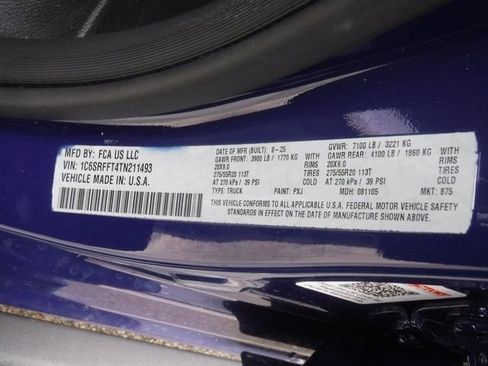 MFD BY: FCA US LLC
VIN: 1C6SRFFT4TN211493
VEHICLE MADE IN: U.S.A.
DATE OF MFR (BUILT): 8-25
GAWR FRONT: 3900 LB / 1770 KG
20X9.0 RIMS
275/55R20 113T TIRES
AT 270 kPa / 39 PSI
TYPE: TRUCK PAINT: PXJ
GVWR: 7100 LB / 3221 KG
GAWR REAR: 4100 LB / 1860 KG
20X9.0 RIMS
275/55R20 113T TIRES
AT 270 kPa / 39 PSI
MDH: 081105 MKT: 875
THIS VEHICLE CONFORMS TO ALL APPLICABLE U.S.A. FEDERAL MOTOR VEHICLE SAFETY
STANDARDS IN EFFECT ON THE DATE OF MANUFACTURE SHOWN ABOVE.